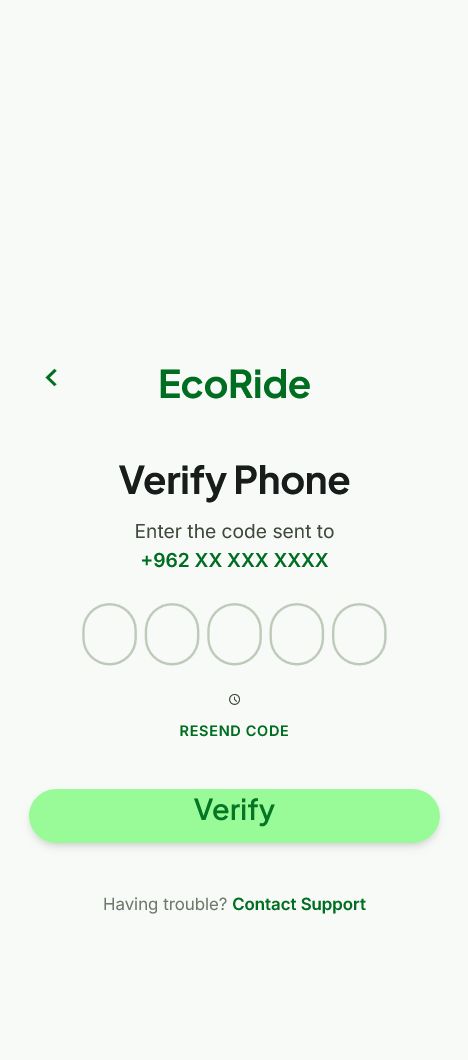 EcoRide
Verify Phone
Enter the code sent to
+962 XX XXX XXXX
RESEND CODE
Verify
Having trouble? Contact Support